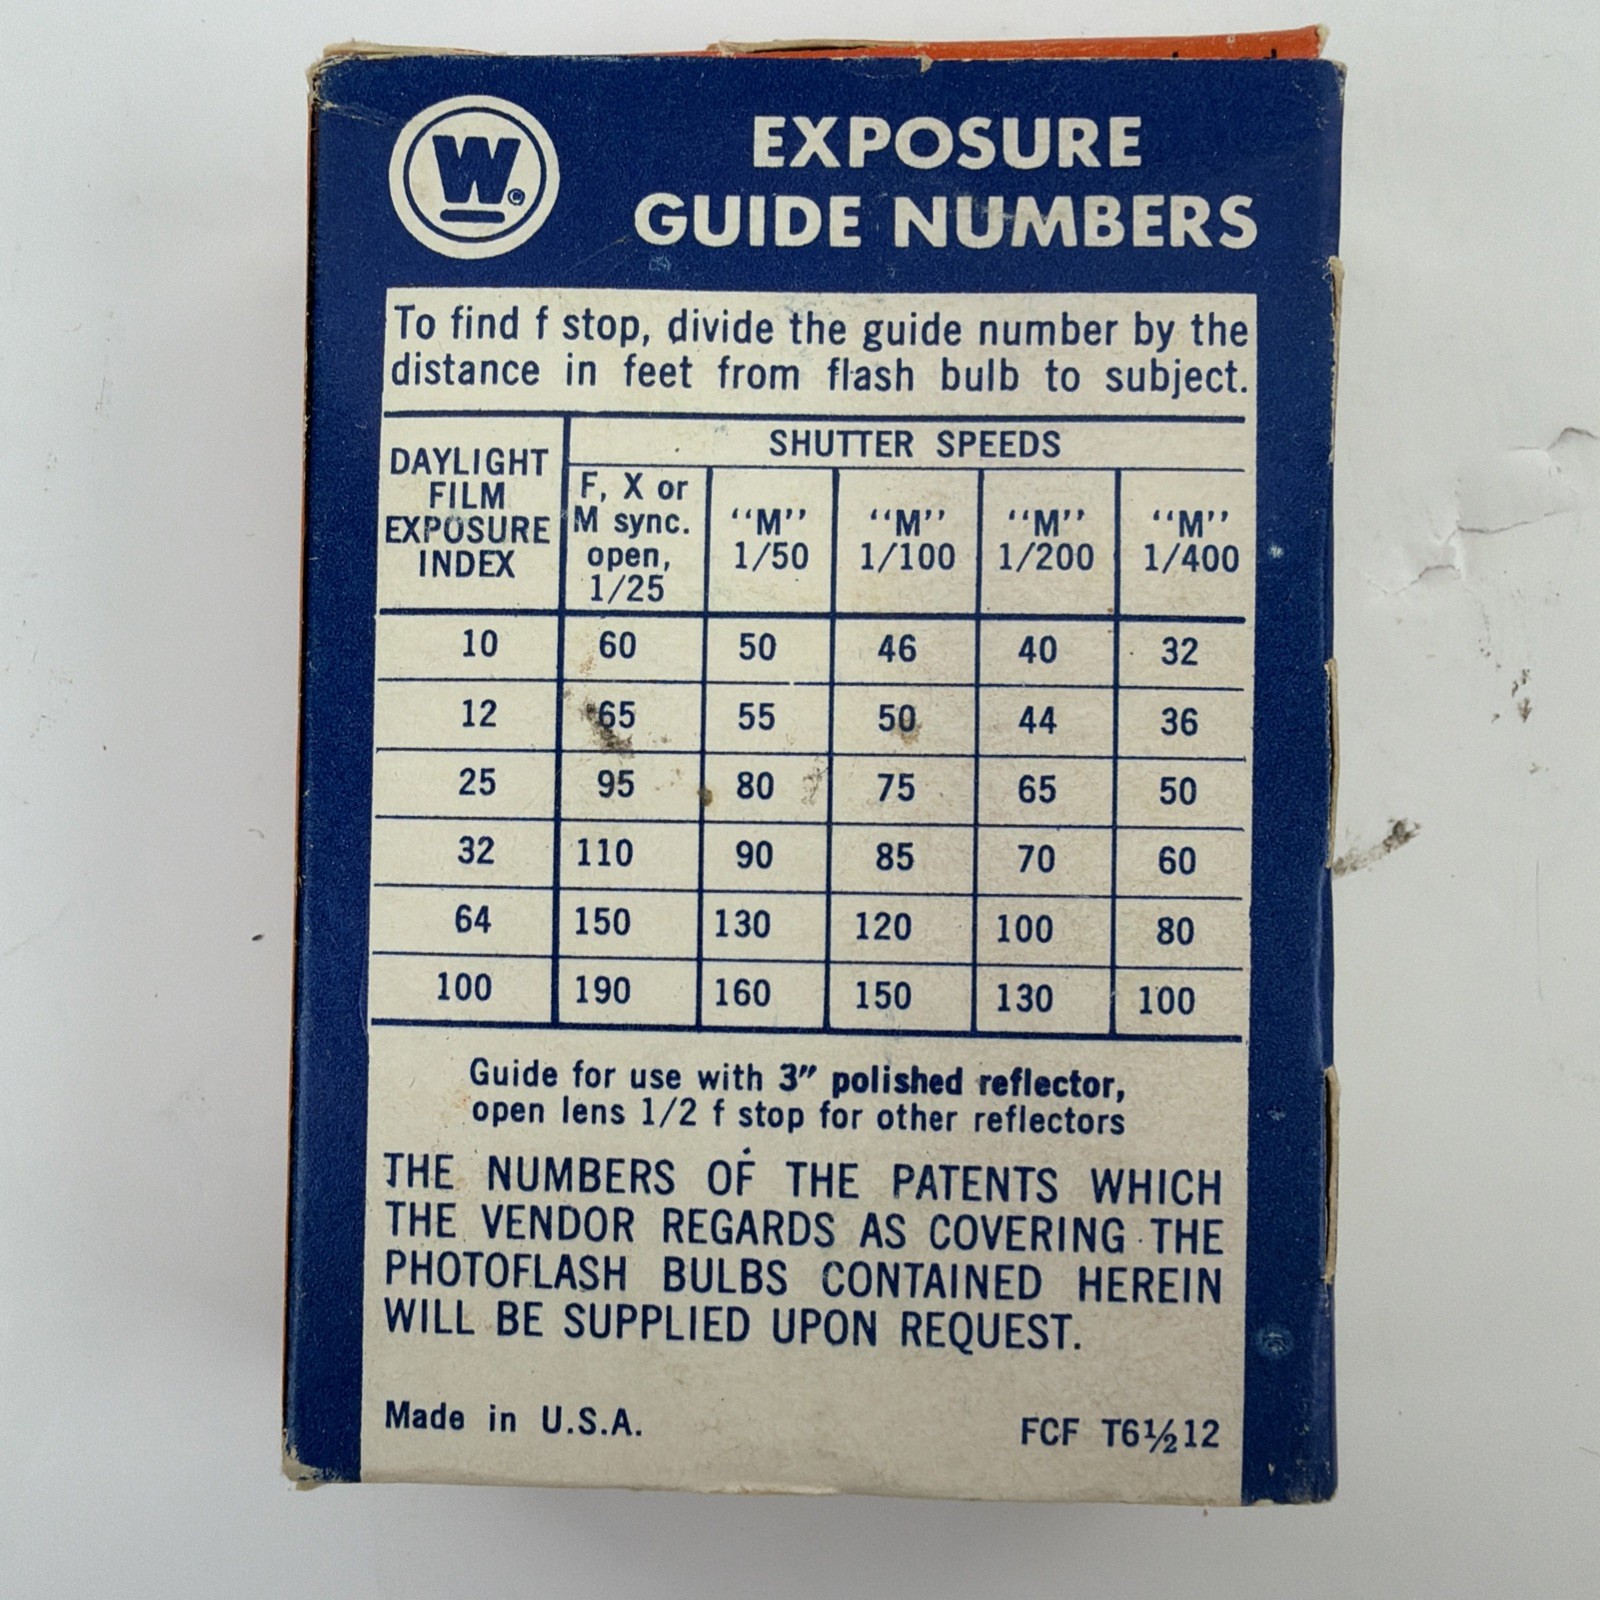 W ©
EXPOSURE
GUIDE NUMBERS
To find f stop, divide the guide number by the
distance in feet from flash bulb to subject.
DAYLIGHT
FILM
EXPOSURE
INDEX
SHUTTER SPEEDS
F, X or
M sync.
open,
1/25
“M”
1/50
“M”
1/100
“M”
1/200
“M”
1/400
10 60 50 46 40 32
12 65 55 50 44 36
25 95 80 75 65 50
32 110 90 85 70 60
64 150 130 120 100 80
100 190 160 150 130 100
Guide for use with 3″ polished reflector,
open lens 1/2 f stop for other reflectors
THE NUMBERS OF THE PATENTS WHICH
THE VENDOR REGARDS AS COVERING THE
PHOTOFLASH BULBS CONTAINED HEREIN
WILL BE SUPPLIED UPON REQUEST.
Made in U.S.A. FCF T6½12